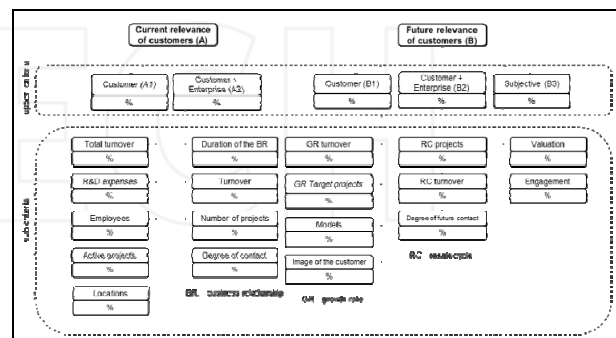 Current relevance
of customers (A)
Future relevance
of customers (B)
Customer (A1)
%
Customer +
Enterprise (A2)
%
Customer (B1)
%
Customer +
Enterprise (B2)
%
Subjective (B3)
%
Total turnover
%
Duration of the BR
%
GR turnover
%
RC projects
%
Valuation
%
R&D expenses
%
Turnover
%
GR Target projects
%
RC turnover
%
Engagement
%
Employees
%
Number of projects
%
Models
%
Degree of future contact
%
Active projects
%
Degree of contact
%
Image of the customer
%
Locations
%
business relationship
GR growth rate